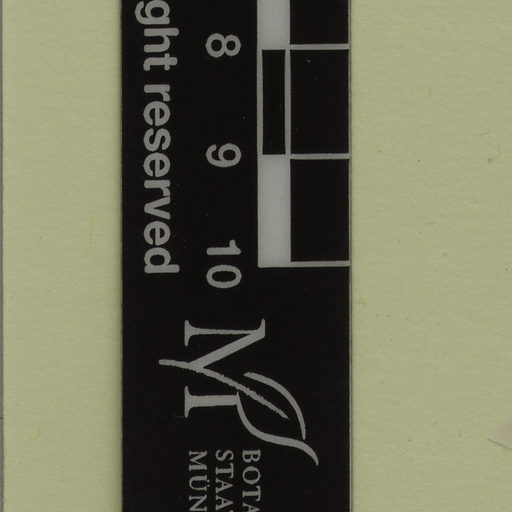 ght reserved
8 9 10
M
BOTA
STAA
MÜN